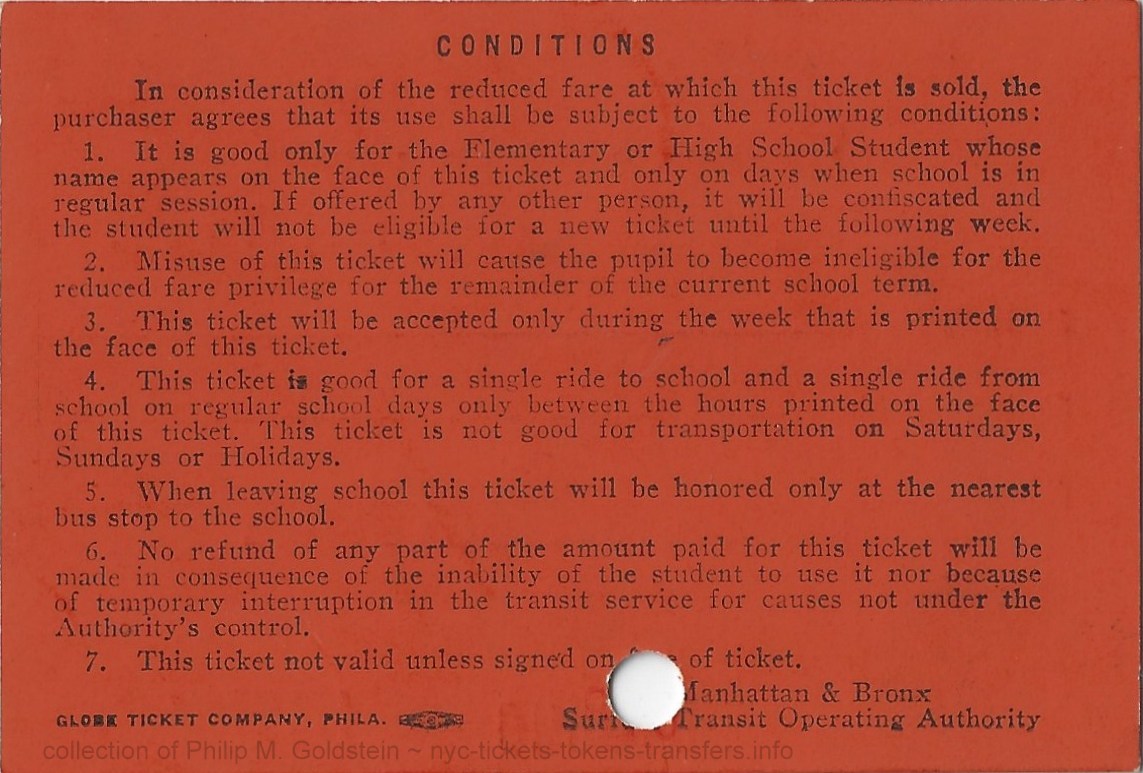 CONDITIONS
In consideration of the reduced fare at which this ticket is sold, the
purchaser agrees that its use shall be subject to the following conditions:
1. It is good only for the Elementary or High School Student whose
name appears on the face of this ticket and only on days when school is in
regular session. If offered by any other person, it will be confiscated and
the student will not be eligible for a new ticket until the following week.
2. Misuse of this ticket will cause the pupil to become ineligible for the
reduced fare privilege for the remainder of the current school term.
3. This ticket will be accepted only during the week that is printed on
the face of this ticket.
4. This ticket is good for a single ride to school and a single ride from
school on regular school days only between the hours printed on the face
of this ticket. This ticket is not good for transportation on Saturdays,
Sundays or Holidays.
5. When leaving school this ticket will be honored only at the nearest
bus stop to the school.
6. No refund of any part of the amount paid for this ticket will be
made in consequence of the inability of the student to use it nor because
of temporary interruption in the transit service for causes not under the
Authority's control.
7. This ticket not valid unless signed on of ticket.
Manhattan & Bronx
Transit Operating Authority
GLOBE TICKET COMPANY, PHILA.
collection of Philip M. Goldstein ~ nyc-tickets-tokens-transfers.info